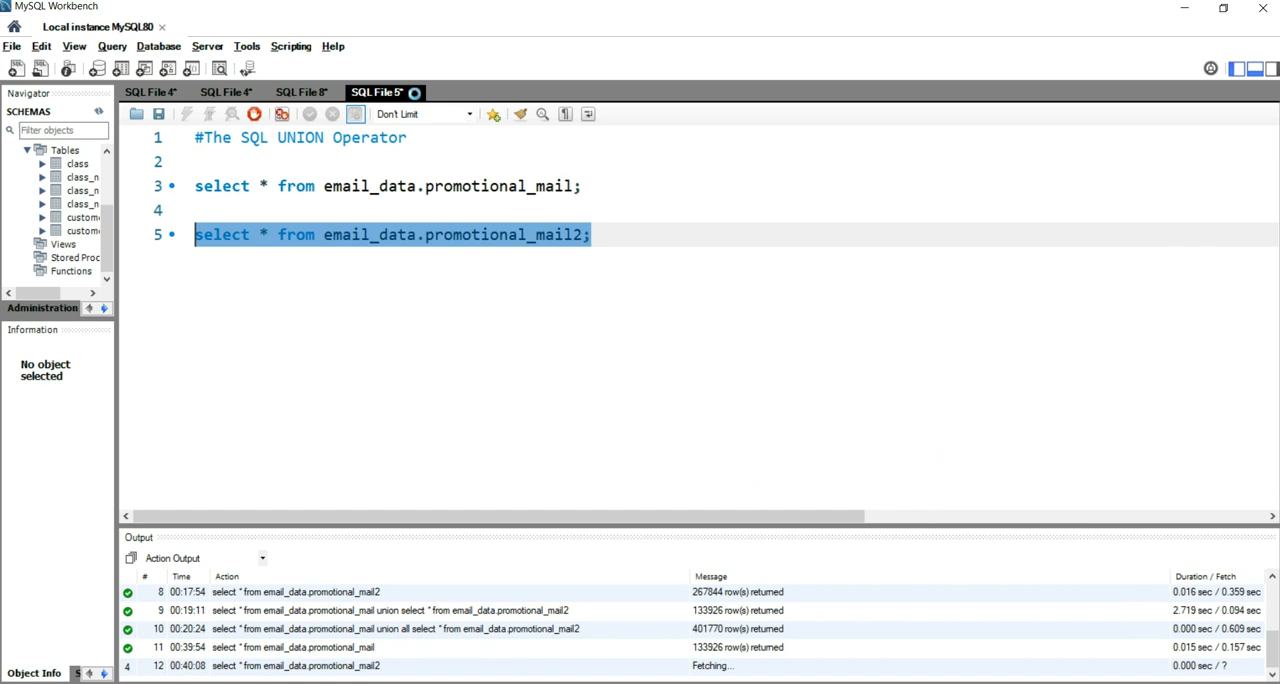 MySQL Workbench
Local instance MySQL80
File Edit View Query Database Server Tools Scripting Help
Navigator
SQL File 4* SQL File 4* SQL File 8* SQL File 5*
SCHEMAS
Filter objects
Don't Limit
Tables
class
class_n
class_n
class_n
custom
custom
Views
Stored Proc
Functions
Administration
Information
No object
selected
1 #The SQL UNION Operator
2
3 select * from email_data.promotional_mail;
4
5 select * from email_data.promotional_mail2;
Output
Action Output
# Time Action Message Duration / Fetch
8 00:17:54 select * from email_data.promotional_mail2 267844 row(s) returned 0.016 sec / 0.359 sec
9 00:19:11 select * from email_data.promotional_mail union select * from email_data.promotional_mail2 133926 row(s) returned 2.719 sec / 0.094 sec
10 00:20:24 select * from email_data.promotional_mail union all select * from email_data.promotional_mail2 401770 row(s) returned 0.000 sec / 0.609 sec
11 00:39:54 select * from email_data.promotional_mail 133926 row(s) returned 0.015 sec / 0.157 sec
4 12 00:40:08 select * from email_data.promotional_mail2 Fetching... 0.000 sec / ?
Object Info S